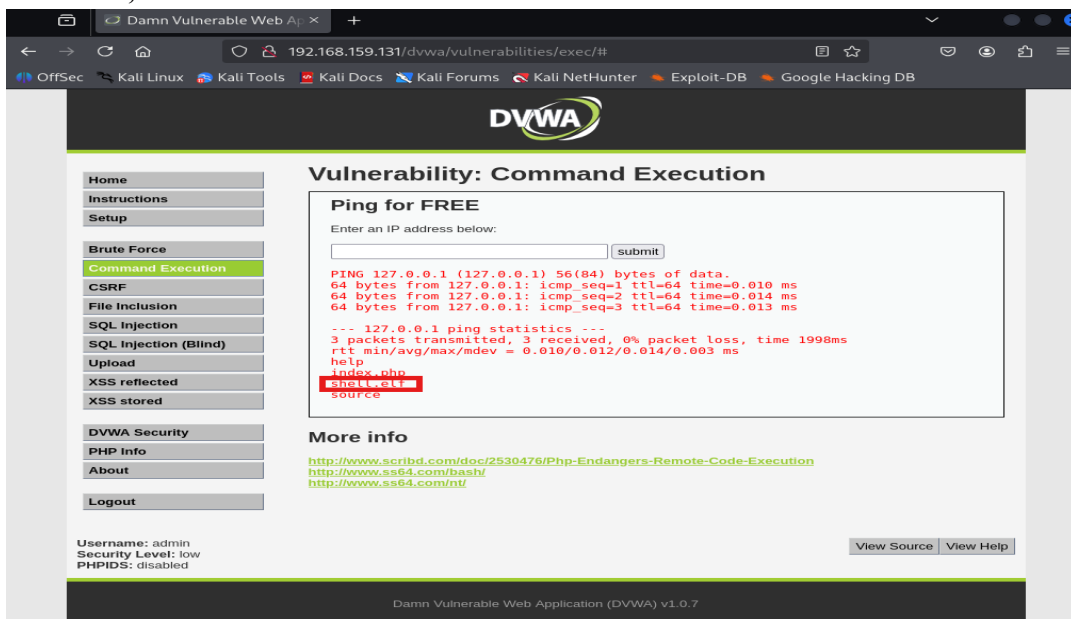 Damn Vulnerable Web Ap
192.168.159.131/dvwa/vulnerabilities/exec/#
OffSec Kali Linux Kali Tools Kali Docs Kali Forums Kali NetHunter Exploit-DB Google Hacking DB
DVWA
Home
Instructions
Setup
Brute Force
Command Execution
CSRF
File Inclusion
SQL Injection
SQL Injection (Blind)
Upload
XSS reflected
XSS stored
DVWA Security
PHP Info
About
Logout
Vulnerability: Command Execution
Ping for FREE
Enter an IP address below:
submit
PING 127.0.0.1 (127.0.0.1) 56(84) bytes of data.
64 bytes from 127.0.0.1: icmp_seq=1 ttl=64 time=0.010 ms
64 bytes from 127.0.0.1: icmp_seq=2 ttl=64 time=0.014 ms
64 bytes from 127.0.0.1: icmp_seq=3 ttl=64 time=0.013 ms
--- 127.0.0.1 ping statistics ---
3 packets transmitted, 3 received, 0% packet loss, time 1998ms
rtt min/avg/max/mdev = 0.010/0.012/0.014/0.003 ms
help
index.php
shell.elf
source
More info
http://www.scribd.com/doc/2530476/Php-Endangers-Remote-Code-Execution
http://www.ss64.com/bash/
http://www.ss64.com/nt/
Username: admin
Security Level: low
PHPIDS: disabled
View Source View Help
Damn Vulnerable Web Application (DVWA) v1.0.7